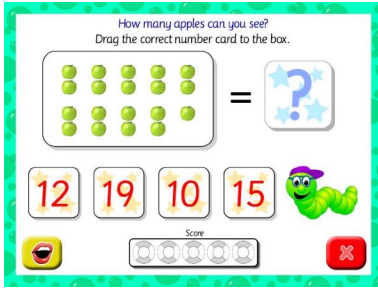 How many apples can you see?
Drag the correct number card to the box.
= ?
12 19 10 15
Score